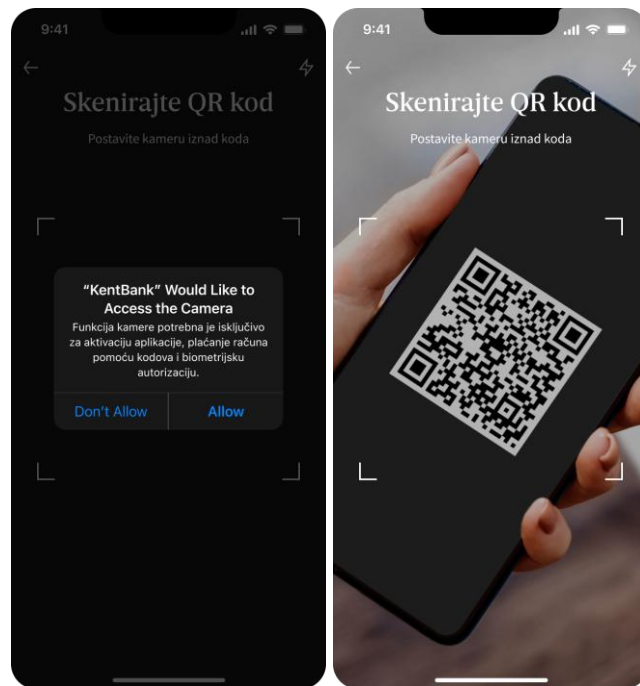 9:41
Skenirajte QR kod
Postavite kameru iznad koda
"KentBank" Would Like to
Access the Camera
Funkcija kamere potrebna je isključivo
za aktivaciju aplikacije, plaćanje računa
pomoću kodova i biometrijsku
autorizaciju.
Don't Allow
Allow
9:41
Skenirajte QR kod
Postavite kameru iznad koda